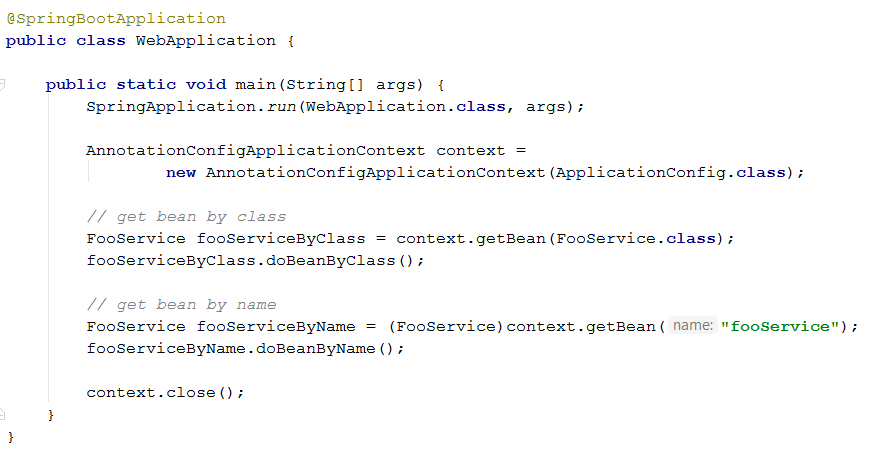 @SpringBootApplication
public class WebApplication {
public static void main(String[] args) {
SpringApplication.run(WebApplication.class, args);
AnnotationConfigApplicationContext context =
new AnnotationConfigApplicationContext(ApplicationConfig.class);
// get bean by class
FooService fooServiceByClass = context.getBean(FooService.class);
fooServiceByClass.doBeanByClass();
// get bean by name
FooService fooServiceByName = (FooService)context.getBean( name: "fooService");
fooServiceByName.doBeanByName();
context.close();
}
}